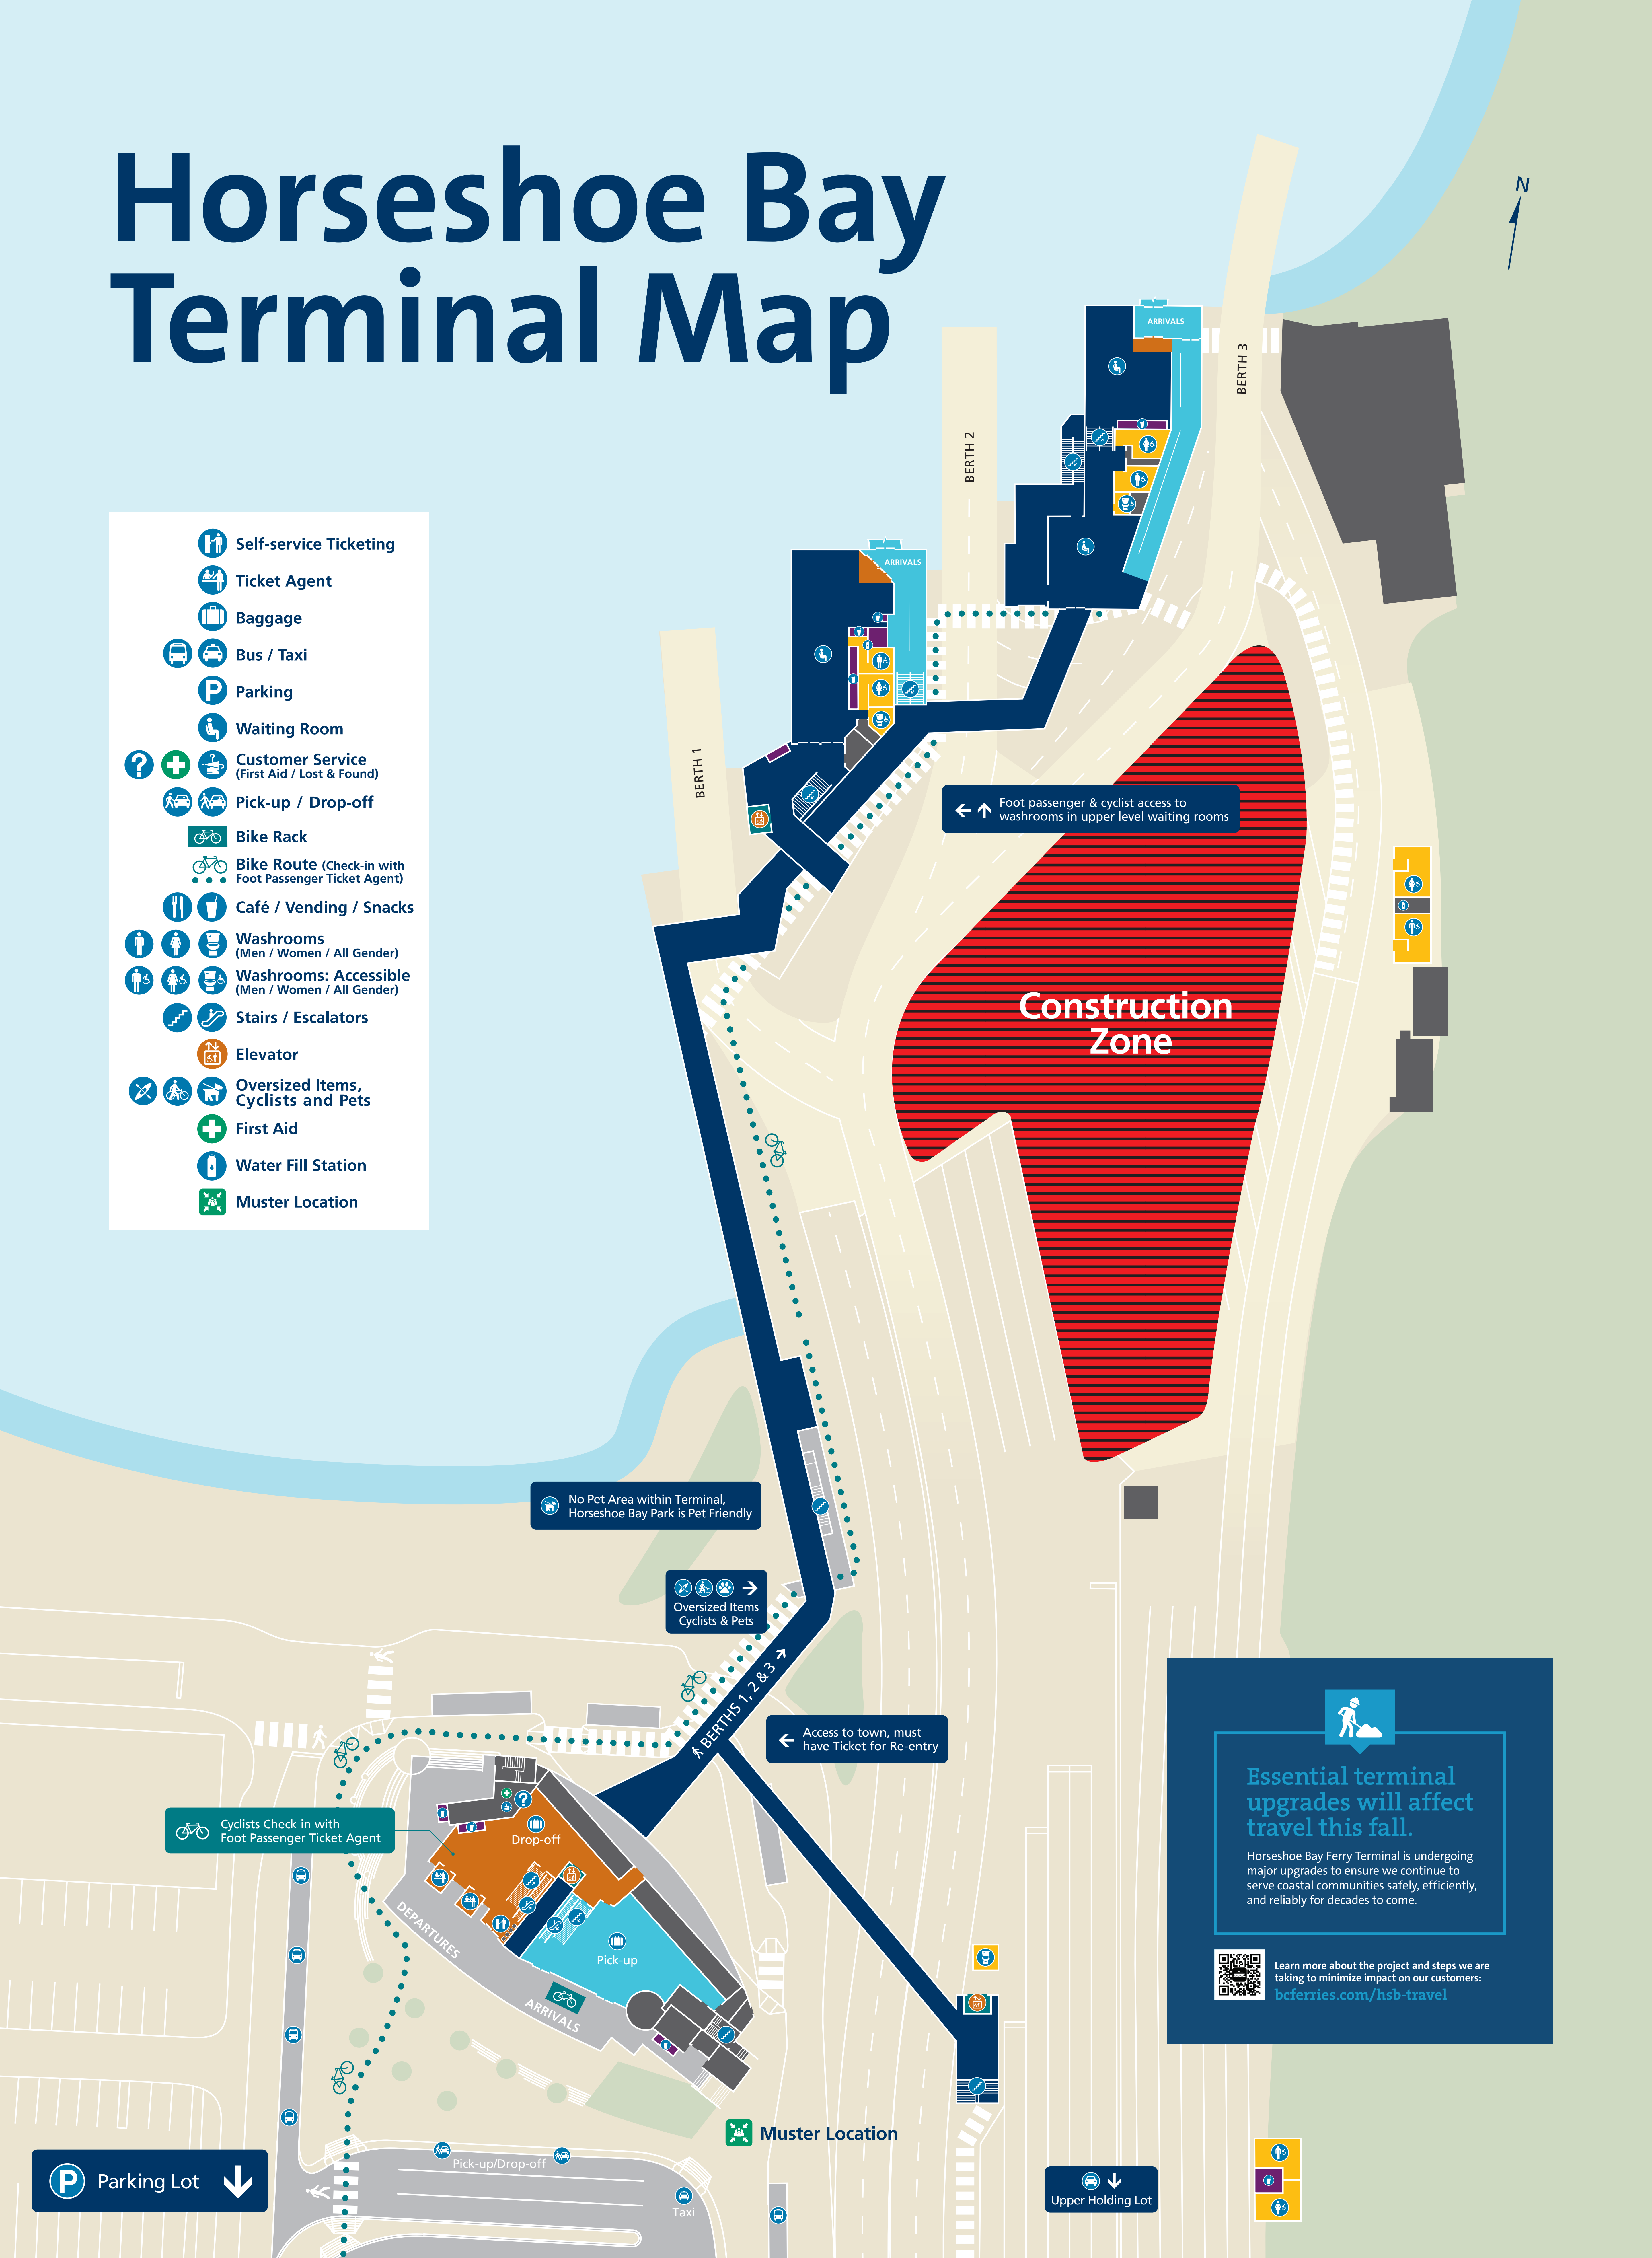 Horseshoe Bay
Terminal Map
N
ARRIVALS
BERTH 3
BERTH 2
ARRIVALS
BERTH 1
Self-service Ticketing
Ticket Agent
Baggage
Bus / Taxi
P
Parking
Waiting Room
?
Customer Service
(First Aid / Lost & Found)
Pick-up / Drop-off
Bike Rack
Bike Route (Check-in with
Foot Passenger Ticket Agent)
Café / Vending / Snacks
Washrooms
(Men / Women / All Gender)
Washrooms: Accessible
(Men / Women / All Gender)
Stairs / Escalators
Elevator
Oversized Items,
Cyclists and Pets
First Aid
Water Fill Station
Muster Location
Foot passenger & cyclist access to
washrooms in upper level waiting rooms
Construction
Zone
No Pet Area within Terminal,
Horseshoe Bay Park is Pet Friendly
Oversized Items
Cyclists & Pets
BERTHS 1, 2 & 3
Access to town, must
have Ticket for Re-entry
Cyclists Check in with
Foot Passenger Ticket Agent
?
Drop-off
DEPARTURES
Pick-up
ARRIVALS
Essential terminal
upgrades will affect
travel this fall.
Horseshoe Bay Ferry Terminal is undergoing
major upgrades to ensure we continue to
serve coastal communities safely, efficiently,
and reliably for decades to come.
Learn more about the project and steps we are
taking to minimize impact on our customers:
bcferries.com/hsb-travel
Muster Location
P Parking Lot
Pick-up/Drop-off
Taxi
Upper Holding Lot